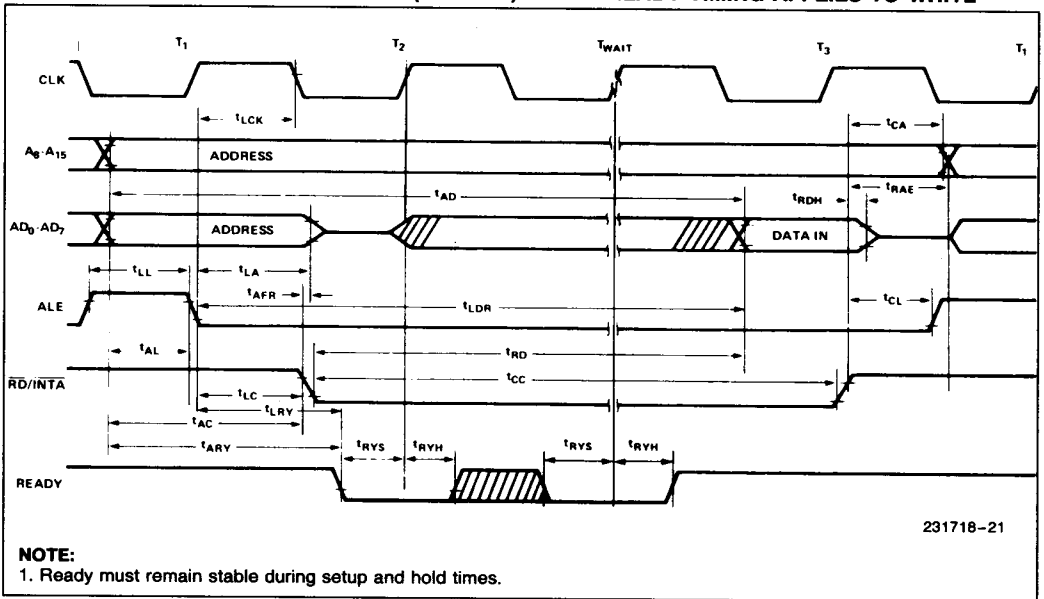 T1 T2 TWAIT T3 T1
CLK
tLCK
tCA
A8-A15
ADDRESS
tAD
tRAE
tRDH
AD0-AD7
ADDRESS
DATA IN
tLL
tLA
tAFR
tLDR
tCL
ALE
tAL
tRD
tCC
RD/INTA
tLC
tLRY
tAC
tARY
tRYS tRYH tRYS tRYH
READY
231718-21
NOTE:
1. Ready must remain stable during setup and hold times.